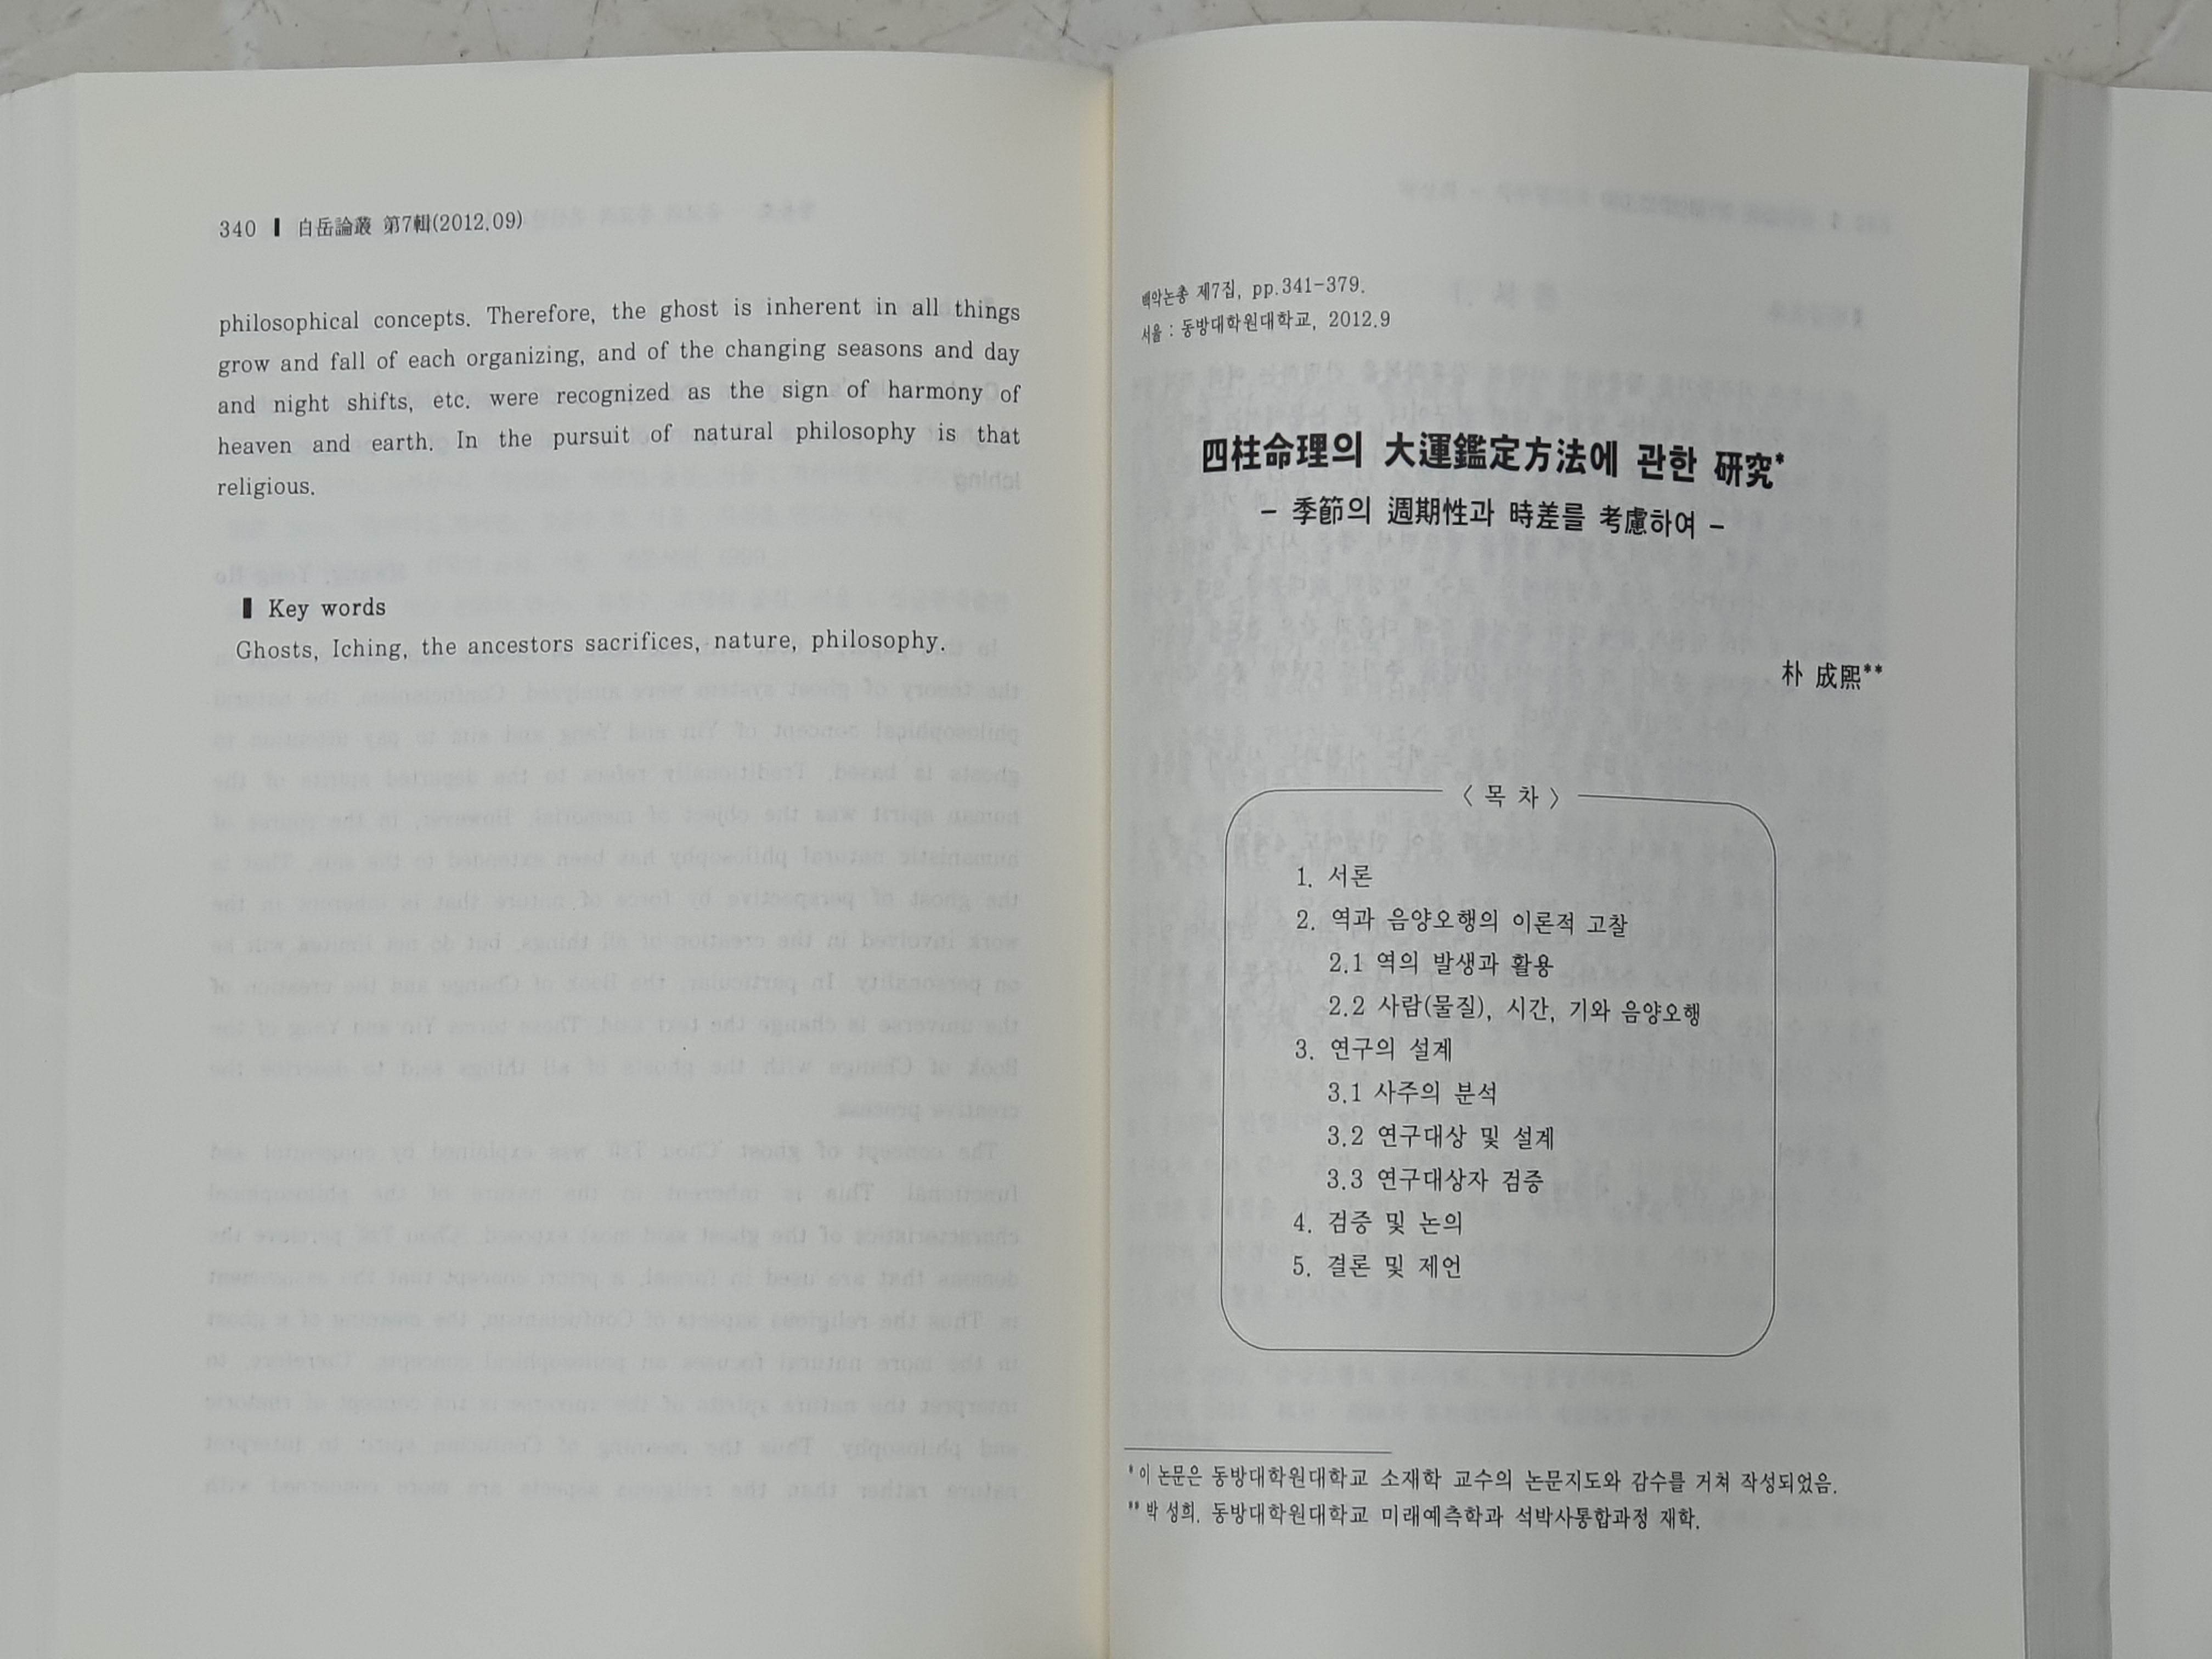 340 ▌ 白岳論叢 第7輯(2012.09)
philosophical concepts. Therefore, the ghost is inherent in all things
grow and fall of each organizing, and of the changing seasons and day
and night shifts, etc. were recognized as the sign of harmony of
heaven and earth. In the pursuit of natural philosophy is that
religious.
▌ Key words
Ghosts, Iching, the ancestors sacrifices, nature, philosophy.
백악논총 제7집, pp.341-379.
서울 : 동방대학원대학교, 2012.9
四柱命理의 大運鑑定方法에 관한 研究*
- 季節의 週期性과 時差를 考慮하여 -
朴 成熙**
〈 목 차 〉
1. 서론
2. 역과 음양오행의 이론적 고찰
2.1 역의 발생과 활용
2.2 사람(물질), 시간, 기와 음양오행
3. 연구의 설계
3.1 사주의 분석
3.2 연구대상 및 설계
3.3 연구대상자 검증
4. 검증 및 논의
5. 결론 및 제언
* 이 논문은 동방대학원대학교 소재학 교수의 논문지도와 감수를 거쳐 작성되었음.
** 박 성희. 동방대학원대학교 미래예측학과 석박사통합과정 재학.